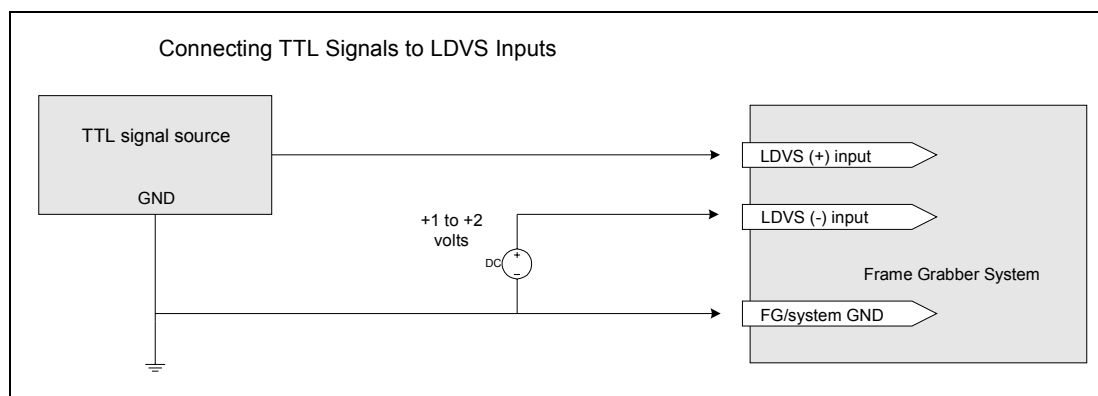 Connecting TTL Signals to LDVS Inputs
TTL signal source
GND
LDVS (+) input
+1 to +2
volts
LDVS (-) input
DC
+
−
Frame Grabber System
FG/system GND